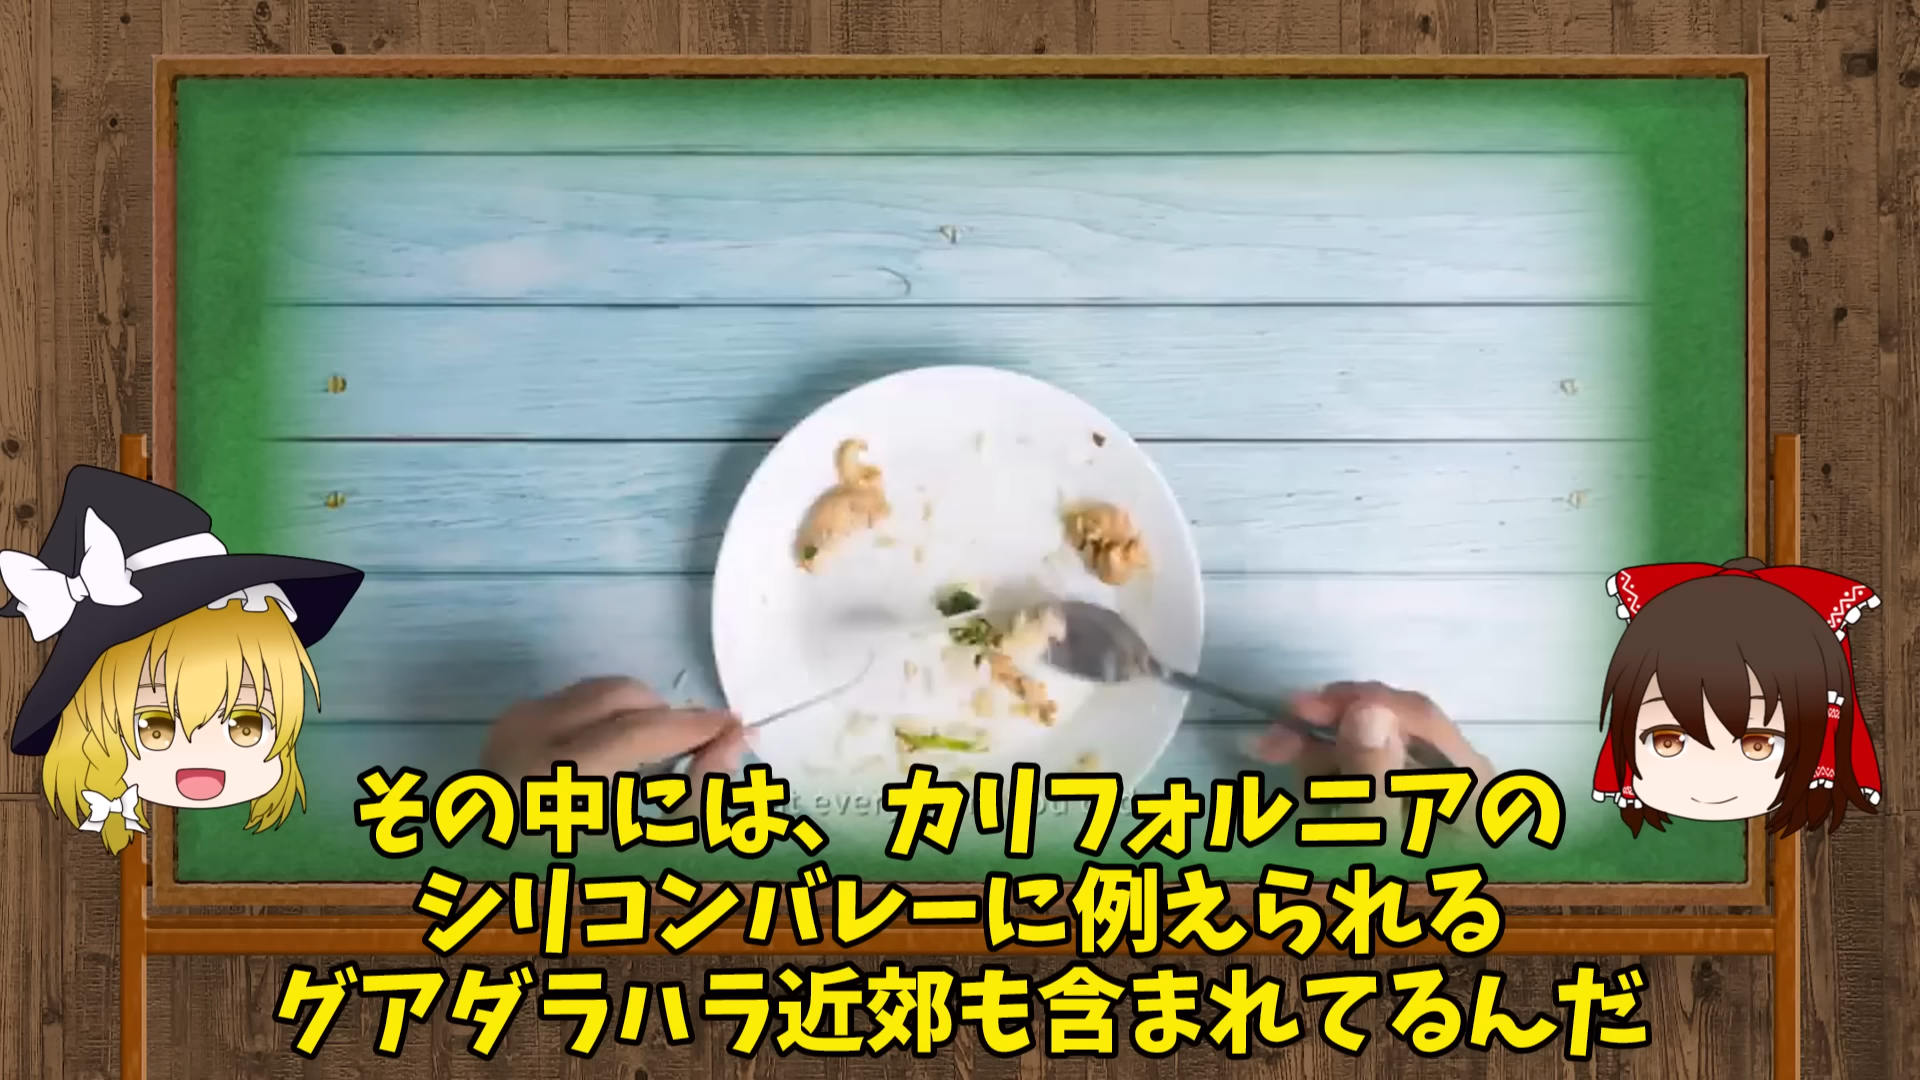 その中には、カリフォルニアの
シリコンバレーに例えられる
グアダラハラ近郊も含まれてるんだ